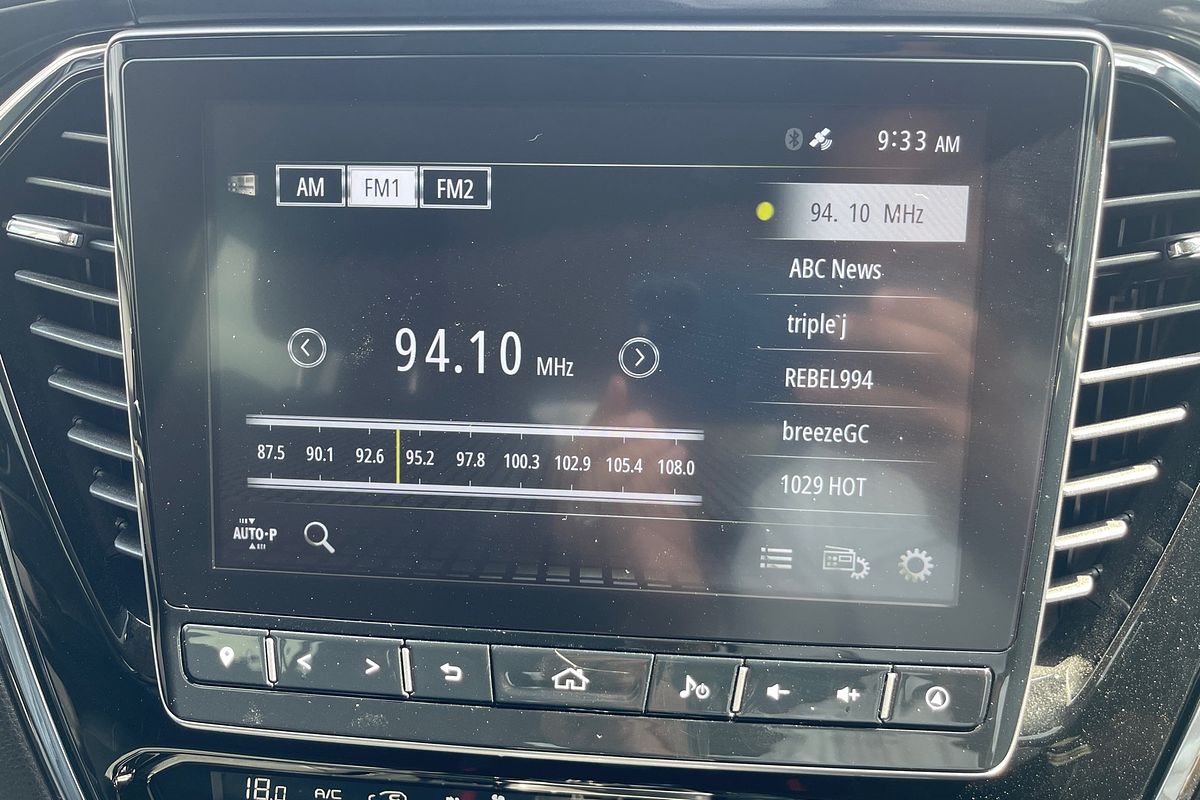 9:33 AM
AM FM1 FM2
94. 10 MHz
ABC News
triple j
94.10 MHz
REBEL994
breezeGC
87.5 90.1 92.6 95.2 97.8 100.3 102.9 105.4 108.0
1029 HOT
AUTO·P
18.0 A/C